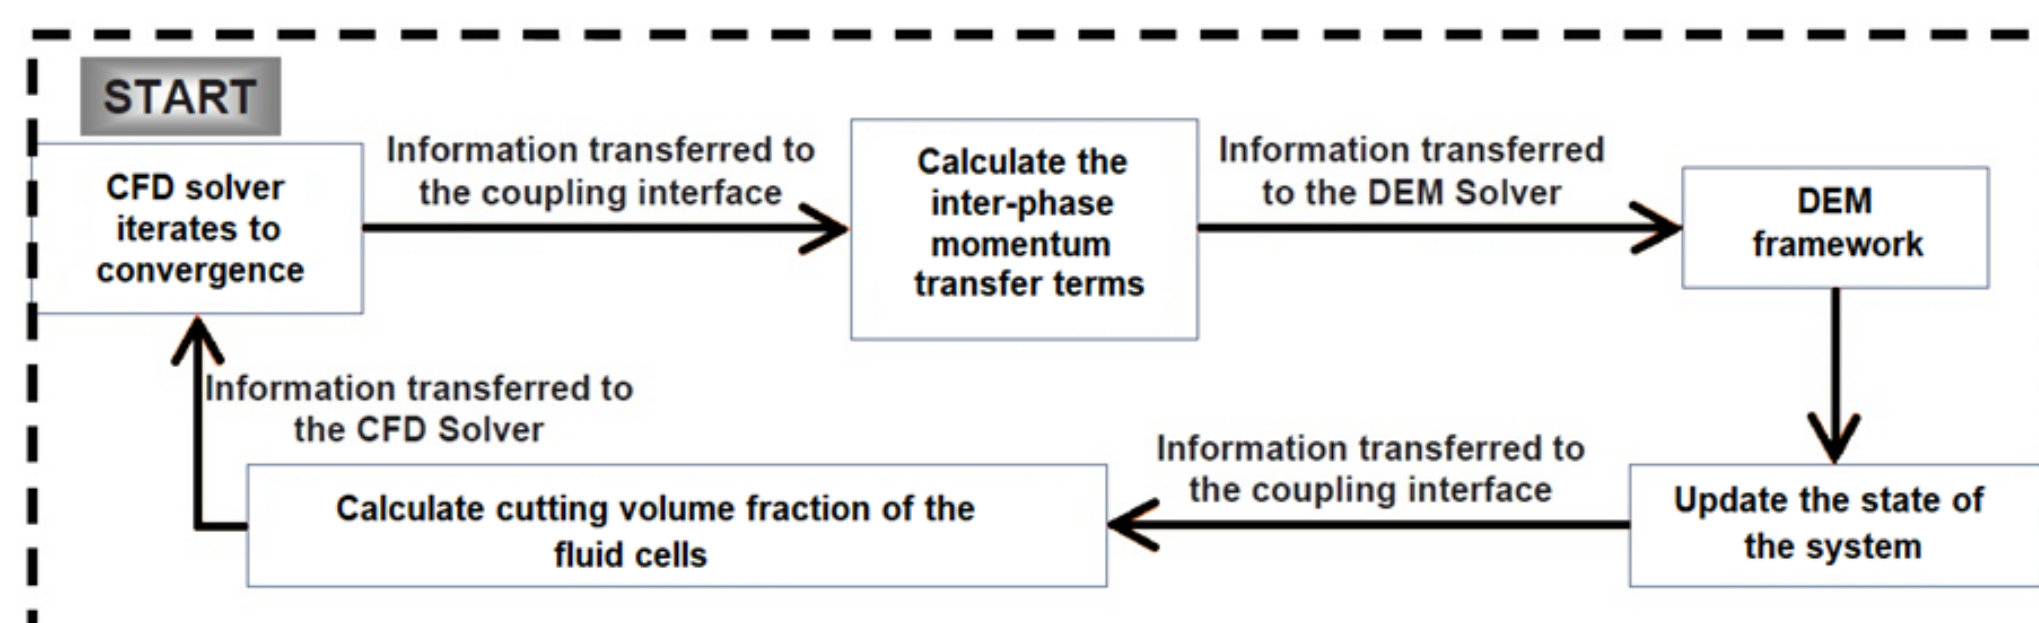 START
CFD solver
iterates to
convergence
Information transferred to
the coupling interface
Calculate the
inter-phase
momentum
transfer terms
Information transferred
to the DEM Solver
DEM
framework
Update the state of
the system
Information transferred to
the coupling interface
Calculate cutting volume fraction of the
fluid cells
Information transferred to
the CFD Solver